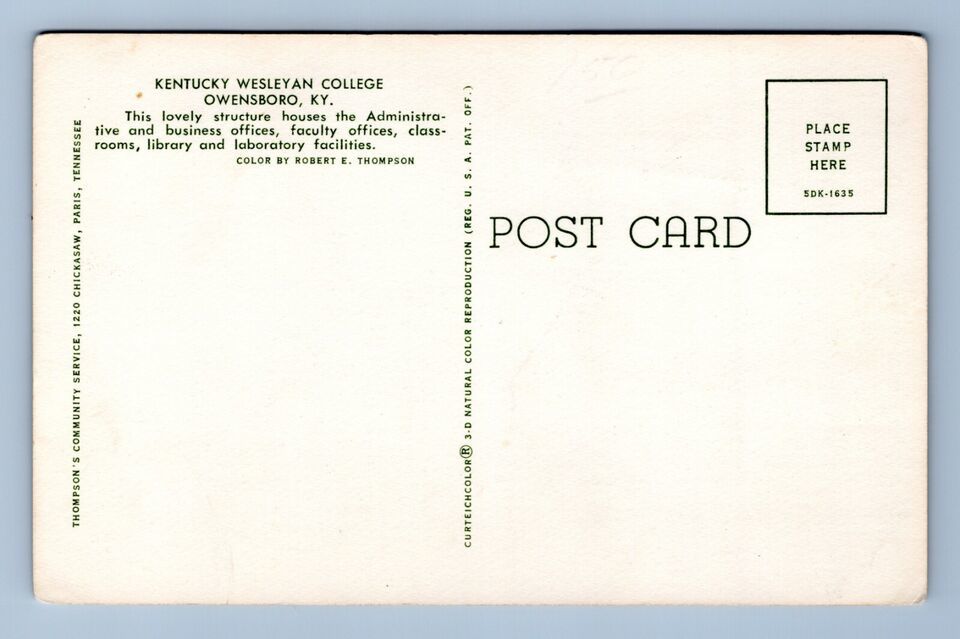 KENTUCKY WESLEYAN COLLEGE
OWENSBORO, KY.
This lovely structure houses the Administra-
tive and business offices, faculty offices, class-
rooms, library and laboratory facilities.
COLOR BY ROBERT E. THOMPSON
THOMPSON'S COMMUNITY SERVICE, 1220 CHICKASAW, PARIS, TENNESSEE
CURTEICHCOLOR® 3-D NATURAL COLOR REPRODUCTION (REG. U. S. A. PAT. OFF.)
POST CARD
PLACE
STAMP
HERE
5DK-1635